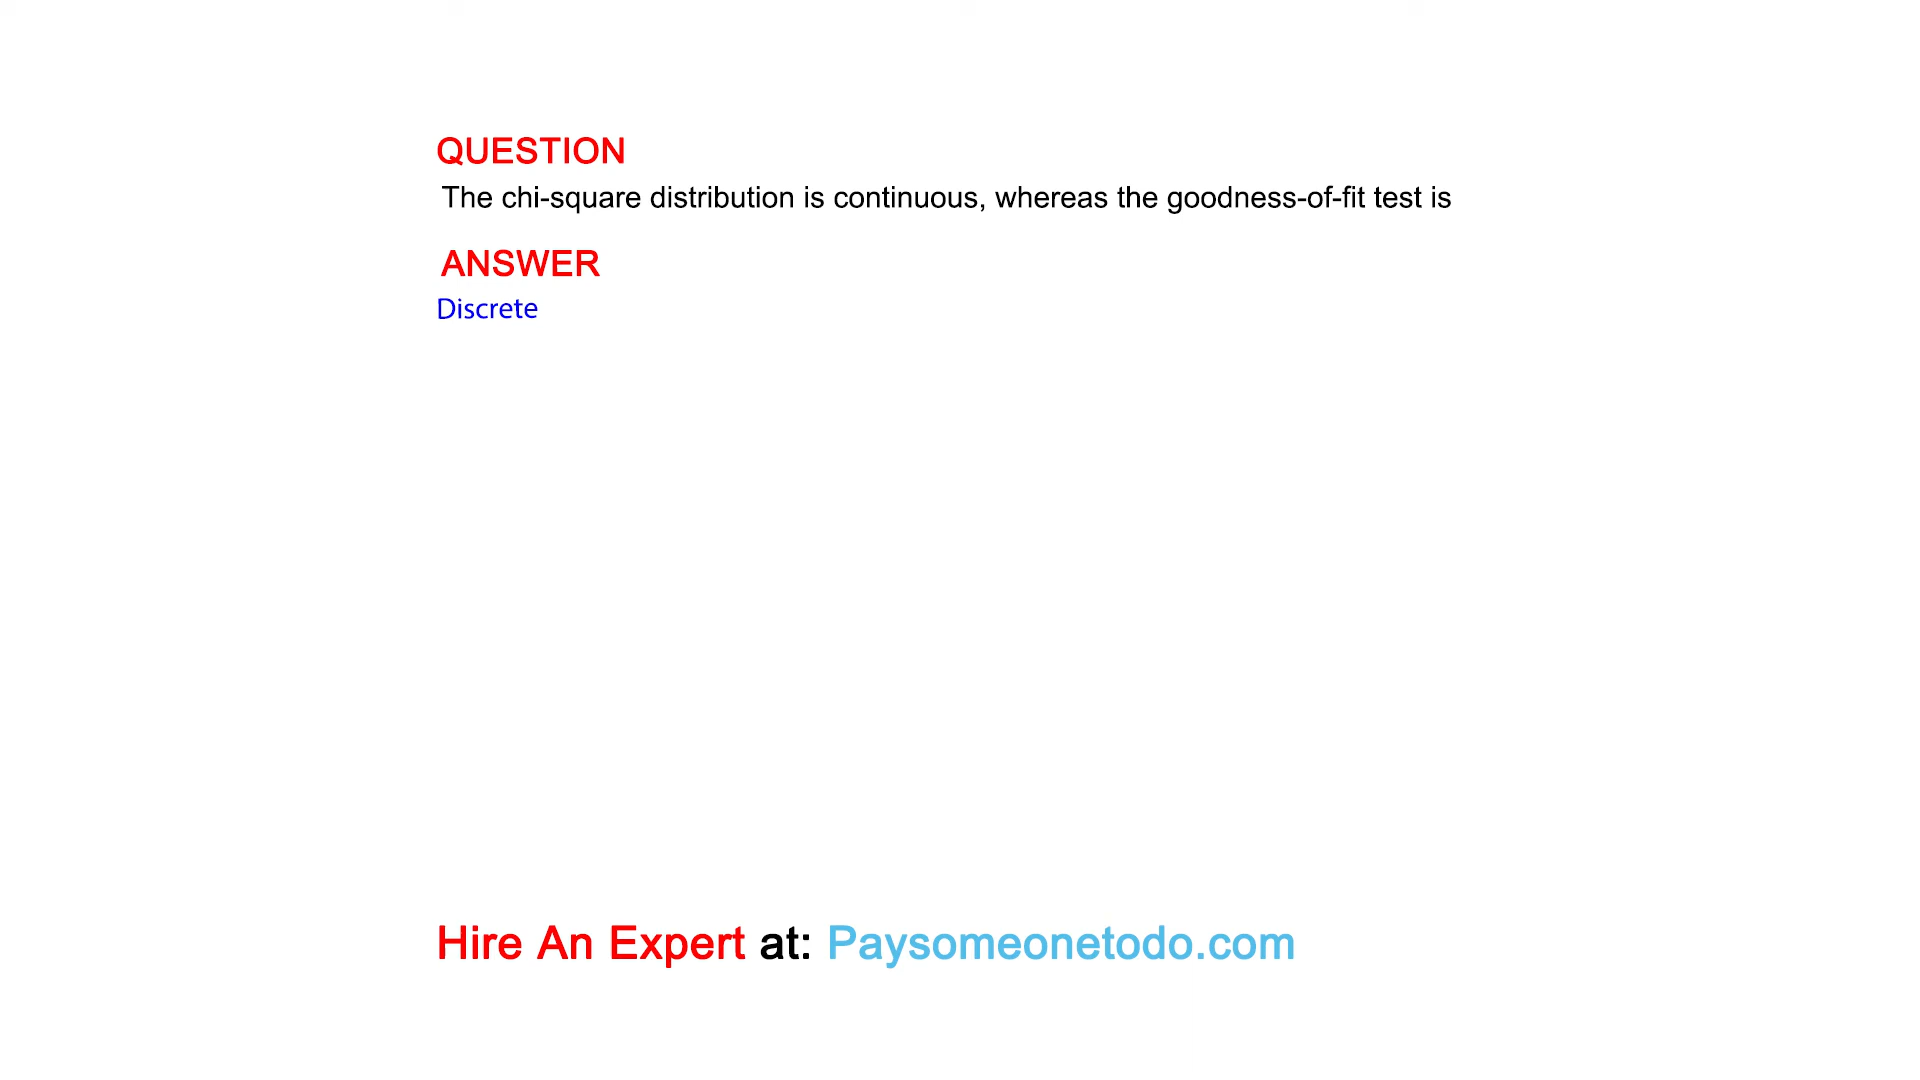 QUESTION
The chi-square distribution is continuous, whereas the goodness-of-fit test is
ANSWER
Discrete
Hire An Expert at: Paysomeonetodo.com